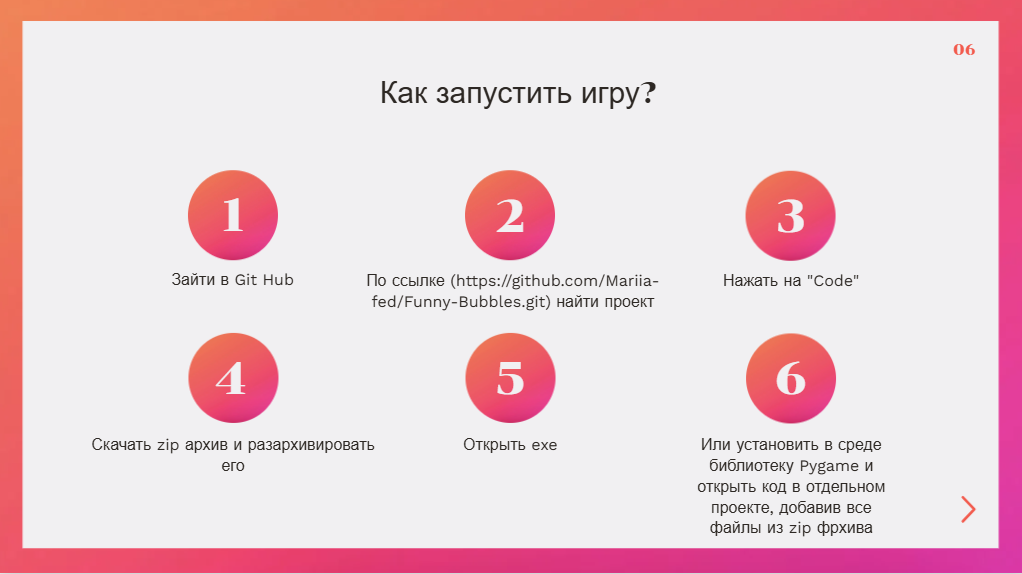 06
Как запустить игру?
1
Зайти в Git Hub
2
По ссылке (https://github.com/Mariia-
fed/Funny-Bubbles.git) найти проект
3
Нажать на "Code"
4
Скачать zip архив и разархивировать
его
5
Открыть exe
6
Или установить в среде
библиотеку Pygame и
открыть код в отдельном
проекте, добавив все
файлы из zip фрхива